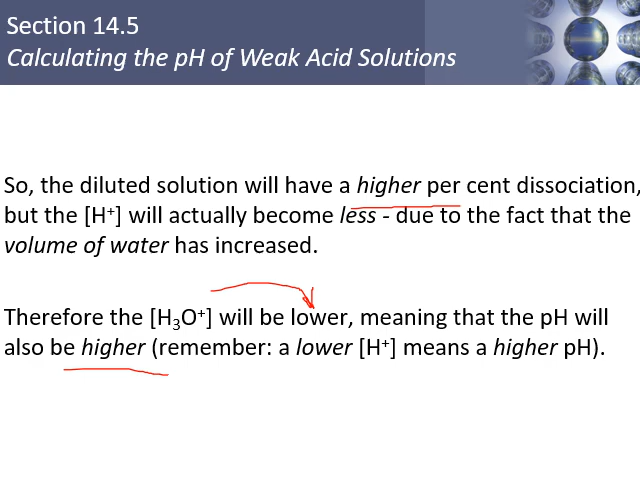 Section 14.5
Calculating the pH of Weak Acid Solutions
So, the diluted solution will have a higher per cent dissociation,
but the [H⁺] will actually become less - due to the fact that the
volume of water has increased.
Therefore the [H₃O⁺] will be lower, meaning that the pH will
also be higher (remember: a lower [H⁺] means a higher pH).